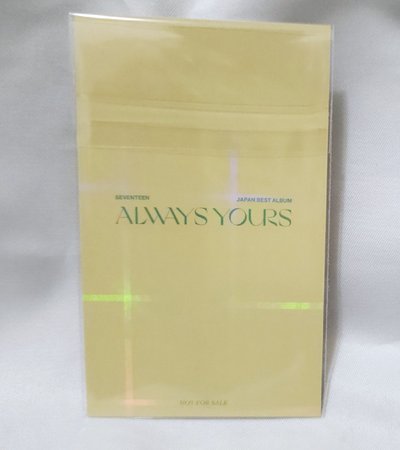 SEVENTEEN JAPAN BEST ALBUM
ALWAYS YOURS
NOT FOR SALE